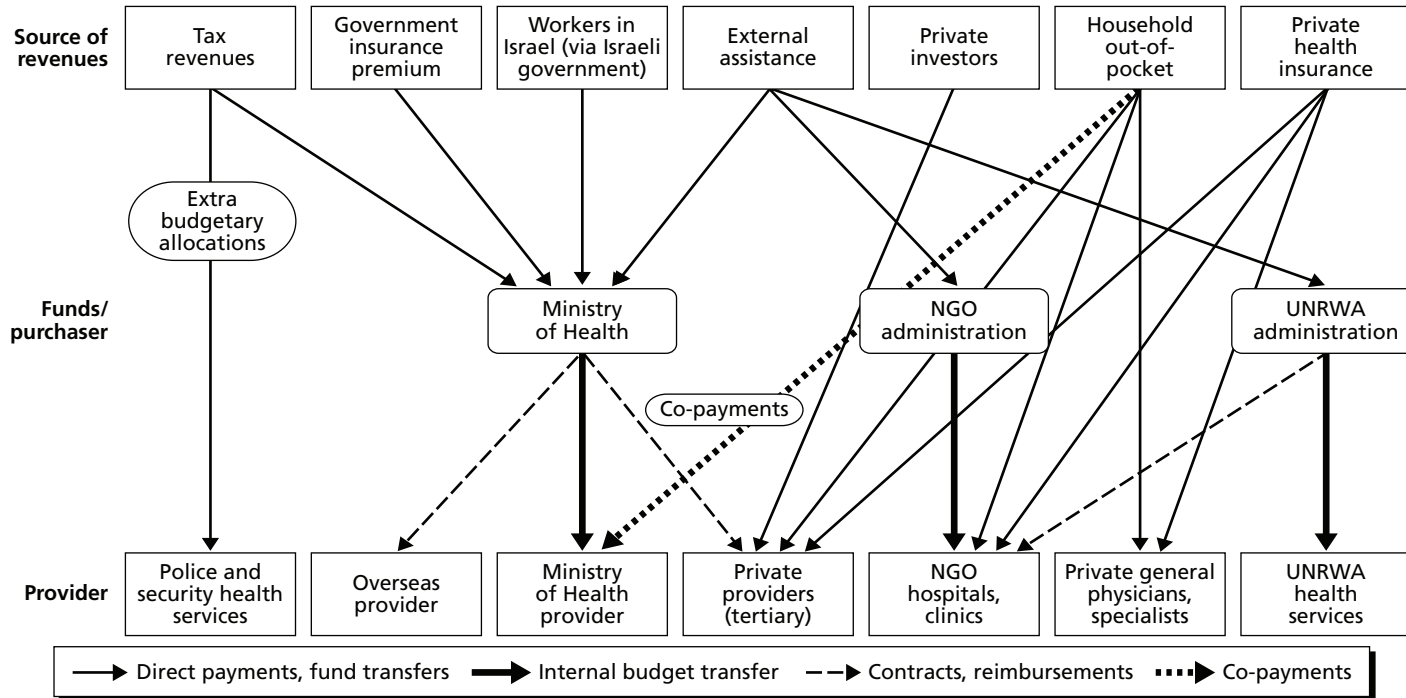 Source of
revenues
Tax
revenues
Government
insurance
premium
Workers in
Israel (via Israeli
government)
External
assistance
Private
investors
Household
out-of-
pocket
Private
health
insurance
Extra
budgetary
allocations
Funds/
purchaser
Ministry
of Health
NGO
administration
UNRWA
administration
Co-payments
Provider
Police and
security health
services
Overseas
provider
Ministry
of Health
provider
Private
providers
(tertiary)
NGO
hospitals,
clinics
Private general
physicians,
specialists
UNRWA
health
services
Direct payments, fund transfers
Internal budget transfer
Contracts, reimbursements
Co-payments